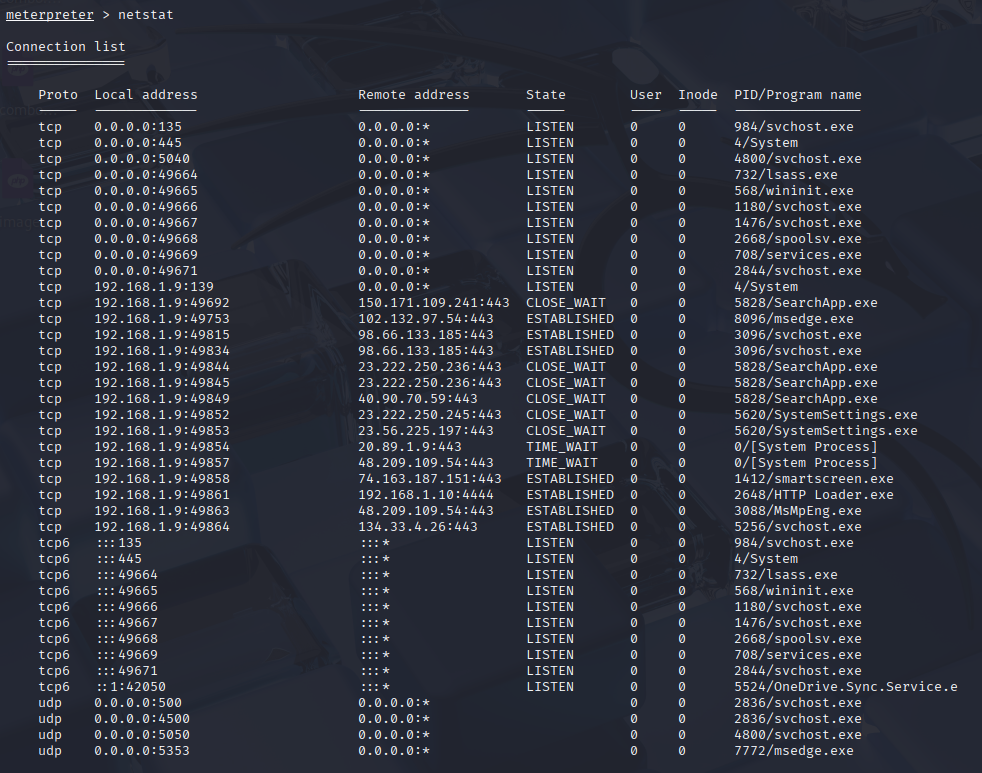 meterpreter > netstat
Connection list
Proto Local address Remote address State User Inode PID/Program name
tcp 0.0.0.0:135 0.0.0.0:* LISTEN 0 0 984/svchost.exe
tcp 0.0.0.0:445 0.0.0.0:* LISTEN 0 0 4/System
tcp 0.0.0.0:5040 0.0.0.0:* LISTEN 0 0 4800/svchost.exe
tcp 0.0.0.0:49664 0.0.0.0:* LISTEN 0 0 732/lsass.exe
tcp 0.0.0.0:49665 0.0.0.0:* LISTEN 0 0 568/wininit.exe
tcp 0.0.0.0:49666 0.0.0.0:* LISTEN 0 0 1180/svchost.exe
tcp 0.0.0.0:49667 0.0.0.0:* LISTEN 0 0 1476/svchost.exe
tcp 0.0.0.0:49668 0.0.0.0:* LISTEN 0 0 2668/spoolsv.exe
tcp 0.0.0.0:49669 0.0.0.0:* LISTEN 0 0 708/services.exe
tcp 0.0.0.0:49671 0.0.0.0:* LISTEN 0 0 2844/svchost.exe
tcp 192.168.1.9:139 0.0.0.0:* LISTEN 0 0 4/System
tcp 192.168.1.9:49692 150.171.109.241:443 CLOSE_WAIT 0 0 5828/SearchApp.exe
tcp 192.168.1.9:49753 102.132.97.54:443 ESTABLISHED 0 0 8096/msedge.exe
tcp 192.168.1.9:49815 98.66.133.185:443 ESTABLISHED 0 0 3096/svchost.exe
tcp 192.168.1.9:49834 98.66.133.185:443 ESTABLISHED 0 0 3096/svchost.exe
tcp 192.168.1.9:49844 23.222.250.236:443 CLOSE_WAIT 0 0 5828/SearchApp.exe
tcp 192.168.1.9:49845 23.222.250.236:443 CLOSE_WAIT 0 0 5828/SearchApp.exe
tcp 192.168.1.9:49849 40.90.70.59:443 CLOSE_WAIT 0 0 5828/SearchApp.exe
tcp 192.168.1.9:49852 23.222.250.245:443 CLOSE_WAIT 0 0 5620/SystemSettings.exe
tcp 192.168.1.9:49853 23.56.225.197:443 CLOSE_WAIT 0 0 5620/SystemSettings.exe
tcp 192.168.1.9:49854 20.89.1.9:443 TIME_WAIT 0 0 0/[System Process]
tcp 192.168.1.9:49857 48.209.109.54:443 TIME_WAIT 0 0 0/[System Process]
tcp 192.168.1.9:49858 74.163.187.151:443 ESTABLISHED 0 0 1412/smartscreen.exe
tcp 192.168.1.9:49861 192.168.1.10:4444 ESTABLISHED 0 0 2648/HTTP Loader.exe
tcp 192.168.1.9:49863 48.209.109.54:443 ESTABLISHED 0 0 3088/MsMpEng.exe
tcp 192.168.1.9:49864 134.33.4.26:443 ESTABLISHED 0 0 5256/svchost.exe
tcp6 :::135 :::* LISTEN 0 0 984/svchost.exe
tcp6 :::445 :::* LISTEN 0 0 4/System
tcp6 :::49664 :::* LISTEN 0 0 732/lsass.exe
tcp6 :::49665 :::* LISTEN 0 0 568/wininit.exe
tcp6 :::49666 :::* LISTEN 0 0 1180/svchost.exe
tcp6 :::49667 :::* LISTEN 0 0 1476/svchost.exe
tcp6 :::49668 :::* LISTEN 0 0 2668/spoolsv.exe
tcp6 :::49669 :::* LISTEN 0 0 708/services.exe
tcp6 :::49671 :::* LISTEN 0 0 2844/svchost.exe
tcp6 ::1:42050 :::* LISTEN 0 0 5524/OneDrive.Sync.Service.e
udp 0.0.0.0:500 0.0.0.0:* 0 0 2836/svchost.exe
udp 0.0.0.0:4500 0.0.0.0:* 0 0 2836/svchost.exe
udp 0.0.0.0:5050 0.0.0.0:* 0 0 4800/svchost.exe
udp 0.0.0.0:5353 0.0.0.0:* 0 0 7772/msedge.exe